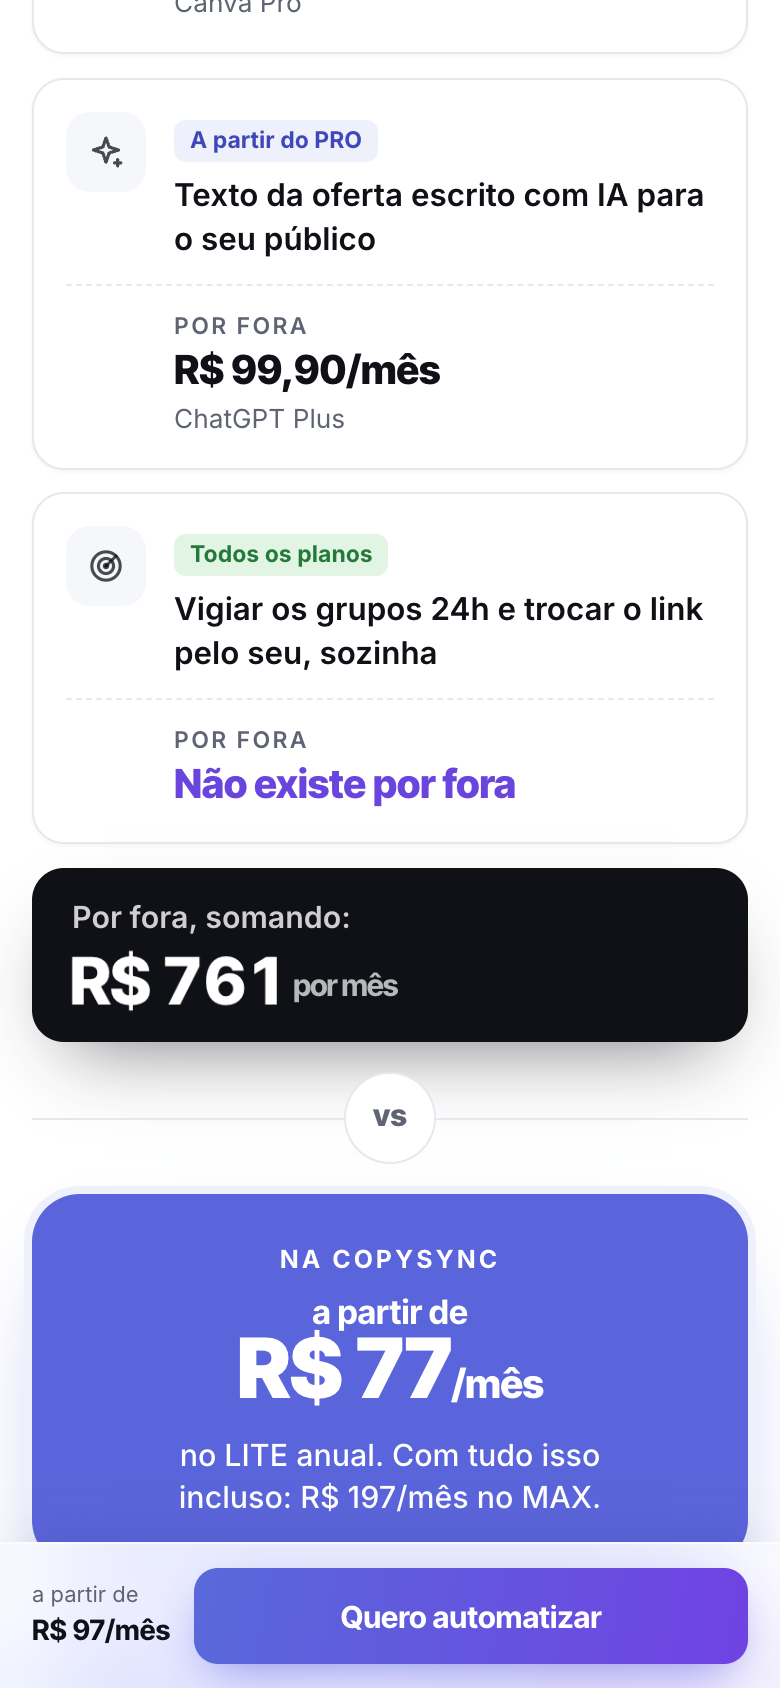 Canva Pro
A partir do PRO
Texto da oferta escrito com IA para
o seu público
POR FORA
R$ 99,90/mês
ChatGPT Plus
Todos os planos
Vigiar os grupos 24h e trocar o link
pelo seu, sozinha
POR FORA
Não existe por fora
Por fora, somando:
R$ 761 por mês
vs
NA COPYSYNC
a partir de
R$ 77/mês
no LITE anual. Com tudo isso
incluso: R$ 197/mês no MAX.
a partir de
R$ 97/mês
Quero automatizar